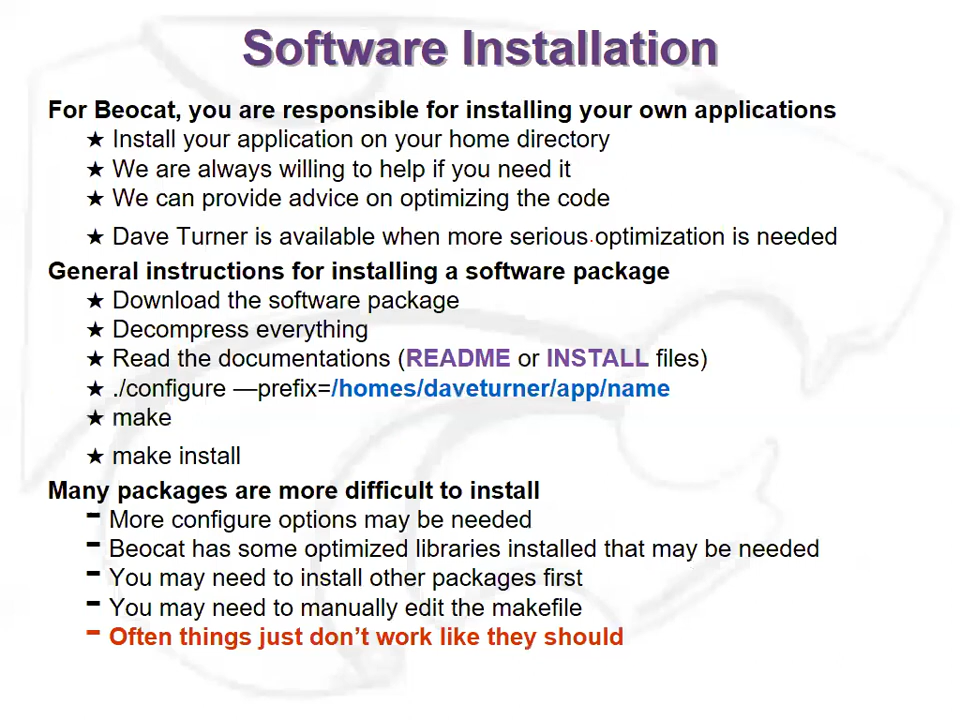 Software Installation
For Beocat, you are responsible for installing your own applications
★ Install your application on your home directory
★ We are always willing to help if you need it
★ We can provide advice on optimizing the code
★ Dave Turner is available when more serious optimization is needed
General instructions for installing a software package
★ Download the software package
★ Decompress everything
★ Read the documentations (README or INSTALL files)
★ ./configure —prefix=/homes/daveturner/app/name
★ make
★ make install
Many packages are more difficult to install
- More configure options may be needed
- Beocat has some optimized libraries installed that may be needed
- You may need to install other packages first
- You may need to manually edit the makefile
- Often things just don’t work like they should